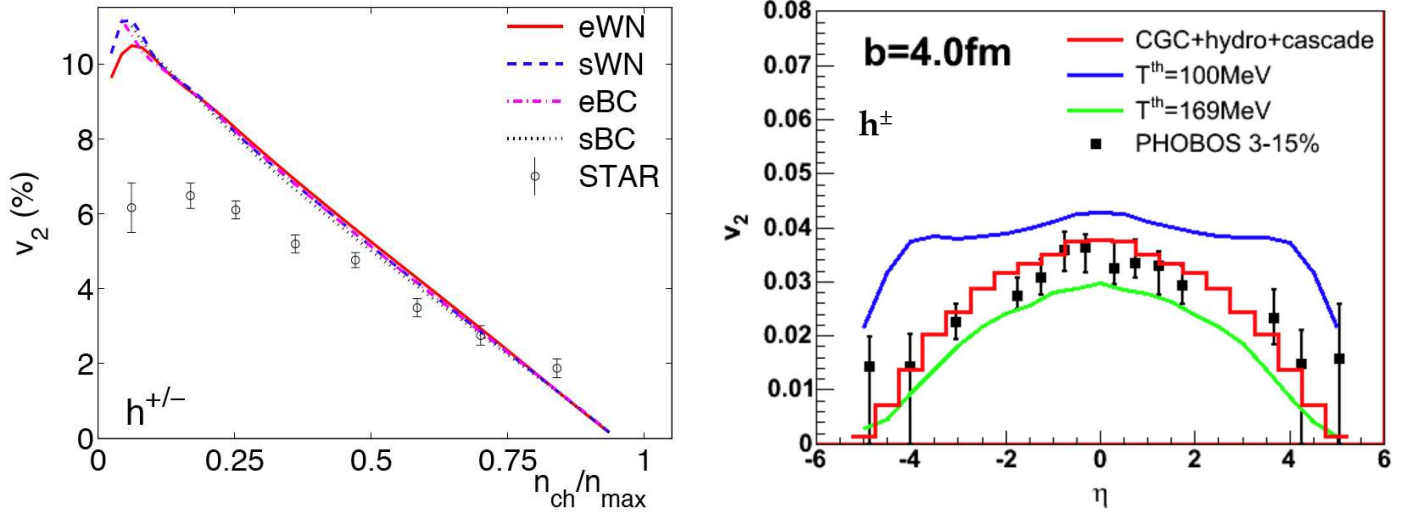 10
8
6
4
2
0
v2 (%)
eWN
sWN
eBC
sBC
STAR
h+/−
0
0.25
0.5
0.75
1
nch/nmax
0.08
0.07
0.06
0.05
0.04
0.03
0.02
0.01
0
v2
b=4.0fm
h±
CGC+hydro+cascade
Tth=100MeV
Tth=169MeV
PHOBOS 3-15%
-6
-4
-2
0
2
4
6
η